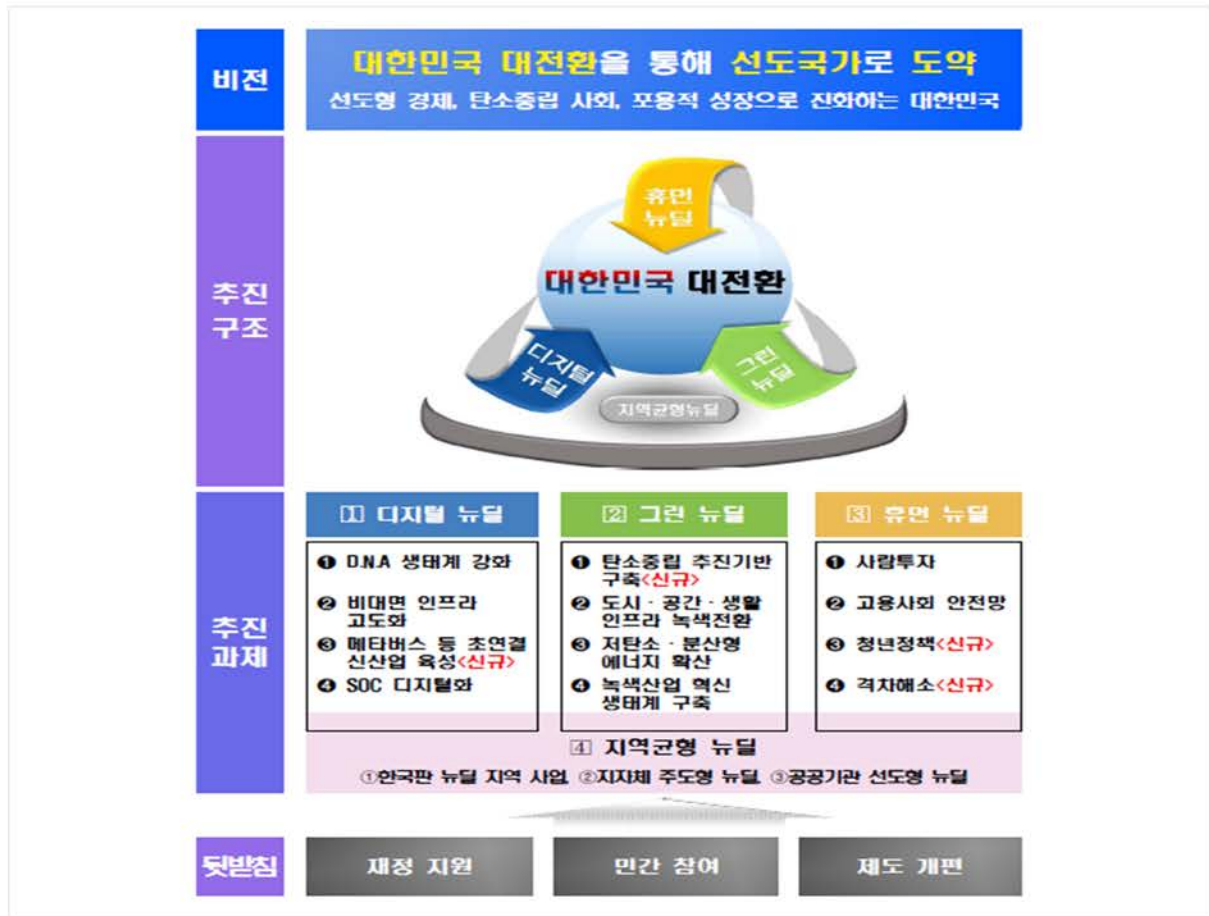 비전
대한민국 대전환을 통해 선도국가로 도약
선도형 경제, 탄소중립 사회, 포용적 성장으로 진화하는 대한민국
추진
구조
휴먼
뉴딜
대한민국 대전환
디지털
뉴딜
그린
뉴딜
지역균형뉴딜
추진
과제
1 디지털 뉴딜
❶ D.N.A 생태계 강화
❷ 비대면 인프라
고도화
❸ 메타버스 등 초연결
신산업 육성<신규>
❹ SOC 디지털화
2 그린 뉴딜
❶ 탄소중립 추진기반
구축<신규>
❷ 도시·공간·생활
인프라 녹색전환
❸ 저탄소·분산형
에너지 확산
❹ 녹색산업 혁신
생태계 구축
3 휴먼 뉴딜
❶ 사람투자
❷ 고용사회 안전망
❸ 청년정책<신규>
❹ 격차해소<신규>
4 지역균형 뉴딜
①한국판 뉴딜 지역 사업, ②지자체 주도형 뉴딜, ③공공기관 선도형 뉴딜
뒷받침
재정 지원
민간 참여
제도 개편